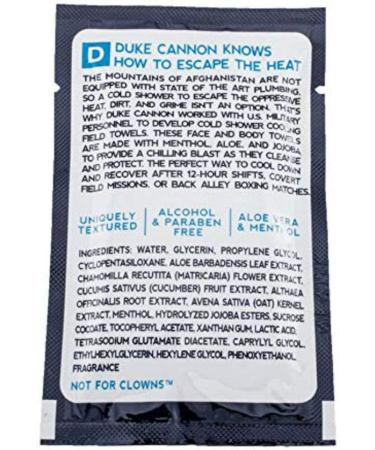 D DUKE CANNON KNOWS
HOW TO ESCAPE THE HEAT
THE MOUNTAINS OF AFGHANISTAN ARE NOT
EQUIPPED WITH STATE OF THE ART PLUMBING,
SO A COLD SHOWER TO ESCAPE THE OPPRESSIVE
HEAT, DIRT, AND GRIME ISN'T AN OPTION. THAT'S
WHY DUKE CANNON WORKED WITH U.S. MILITARY
PERSONNEL TO DEVELOP COLD SHOWER COOLING
FIELD TOWELS. THESE FACE AND BODY TOWELS
ARE MADE WITH MENTHOL, ALOE, AND JOJOBA
TO PROVIDE A CHILLING BLAST AS THEY CLEANSE
AND PROTECT. THE PERFECT WAY TO COOL DOWN
AND RECOVER AFTER 12-HOUR SHIFTS, COVERT
FIELD MISSIONS, OR BACK ALLEY BOXING MATCHES.
UNIQUELY TEXTURED
ALCOHOL & PARABEN FREE
ALOE VERA & MENTHOL
INGREDIENTS: WATER, GLYCERIN, PROPYLENE GLYCOL,
CYCLOPENTASILOXANE, ALOE BARBADENSIS LEAF EXTRACT,
CHAMOMILLA RECUTITA (MATRICARIA) FLOWER EXTRACT,
CUCUMIS SATIVUS (CUCUMBER) FRUIT EXTRACT, ALTHAEA
OFFICINALIS ROOT EXTRACT, AVENA SATIVA (OAT) KERNEL
EXTRACT, MENTHOL, HYDROLYZED JOJOBA ESTERS, SUCROSE
COCOATE, TOCOPHERYL ACETATE, XANTHAN GUM, LACTIC ACID,
TETRASODIUM GLUTAMATE DIACETATE, CAPRYLYL GLYCOL,
ETHYLHEXYLGLYCERIN, HEXYLENE GLYCOL, PHENOXYETHANOL,
FRAGRANCE
NOT FOR CLOWNS™